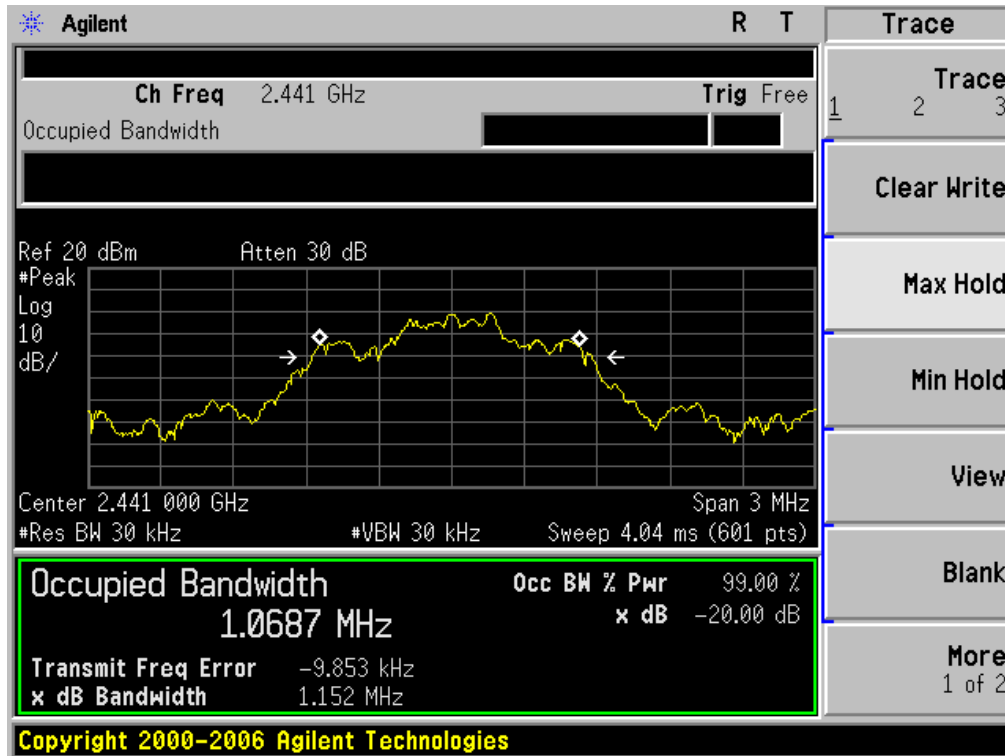 Agilent R T
Ch Freq 2.441 GHz Trig Free
Occupied Bandwidth
Ref 20 dBm Atten 30 dB
#Peak
Log
10
dB/
Center 2.441 000 GHz Span 3 MHz
#Res BW 30 kHz #VBW 30 kHz Sweep 4.04 ms (601 pts)
Occupied Bandwidth
1.0687 MHz
Occ BW % Pwr 99.00 %
x dB -20.00 dB
Transmit Freq Error -9.853 kHz
x dB Bandwidth 1.152 MHz
Copyright 2000-2006 Agilent Technologies
Trace
Trace
1 2 3
Clear Write
Max Hold
Min Hold
View
Blank
More
1 of 2